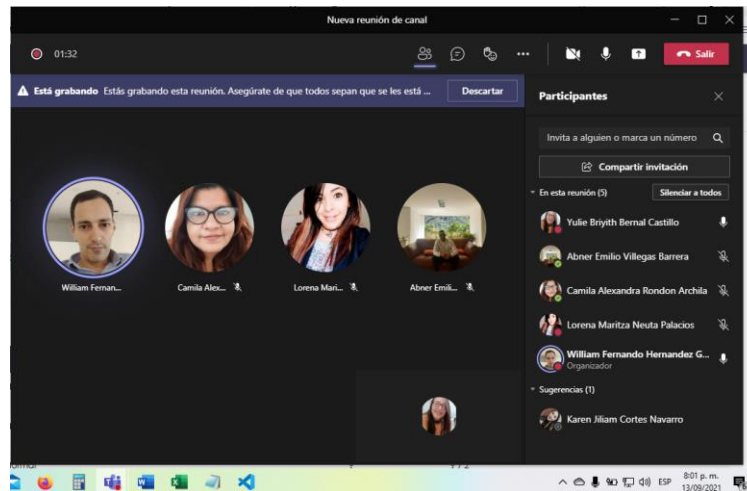 Nueva reunión de canal
01:32
Salir
Está grabando Estás grabando esta reunión. Asegúrate de que todos sepan que se les está ...
Descartar
William Fernan...
Camila Alex...
Lorena Mari...
Abner Emili...
Participantes
Invita a alguien o marca un número
Compartir invitación
En esta reunión (5)
Silenciar a todos
Yulie Briyith Bernal Castillo
Abner Emilio Villegas Barrera
Camila Alexandra Rondon Archila
Lorena Maritza Neuta Palacios
William Fernando Hernandez G...
Organizador
Sugerencias (1)
Karen Jiliam Cortes Navarro
ESP
8:01 p. m.
13/09/2021